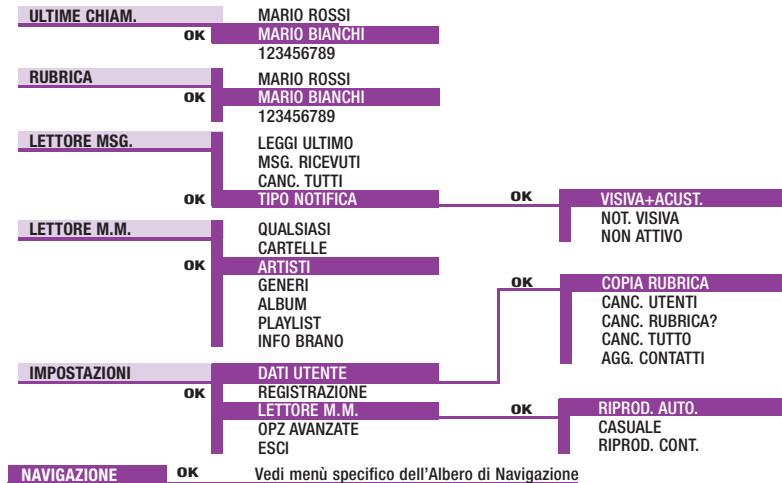 ULTIME CHIAM.
MARIO ROSSI
OK
MARIO BIANCHI
123456789
RUBRICA
MARIO ROSSI
OK
MARIO BIANCHI
123456789
LETTORE MSG.
LEGGI ULTIMO
MSG. RICEVUTI
CANC. TUTTI
OK
TIPO NOTIFICA
OK
VISIVA+ACUST.
NOT. VISIVA
NON ATTIVO
LETTORE M.M.
QUALSIASI
CARTELLE
OK
ARTISTI
GENERI
ALBUM
PLAYLIST
INFO BRANO
OK
COPIA RUBRICA
CANC. UTENTI
CANC. RUBRICA?
CANC. TUTTO
AGG. CONTATTI
IMPOSTAZIONI
DATI UTENTE
OK
REGISTRAZIONE
LETTORE M.M.
OPZ AVANZATE
ESCI
OK
RIPROD. AUTO.
CASUALE
RIPROD. CONT.
NAVIGAZIONE
OK
Vedi menù specifico dell'Albero di Navigazione